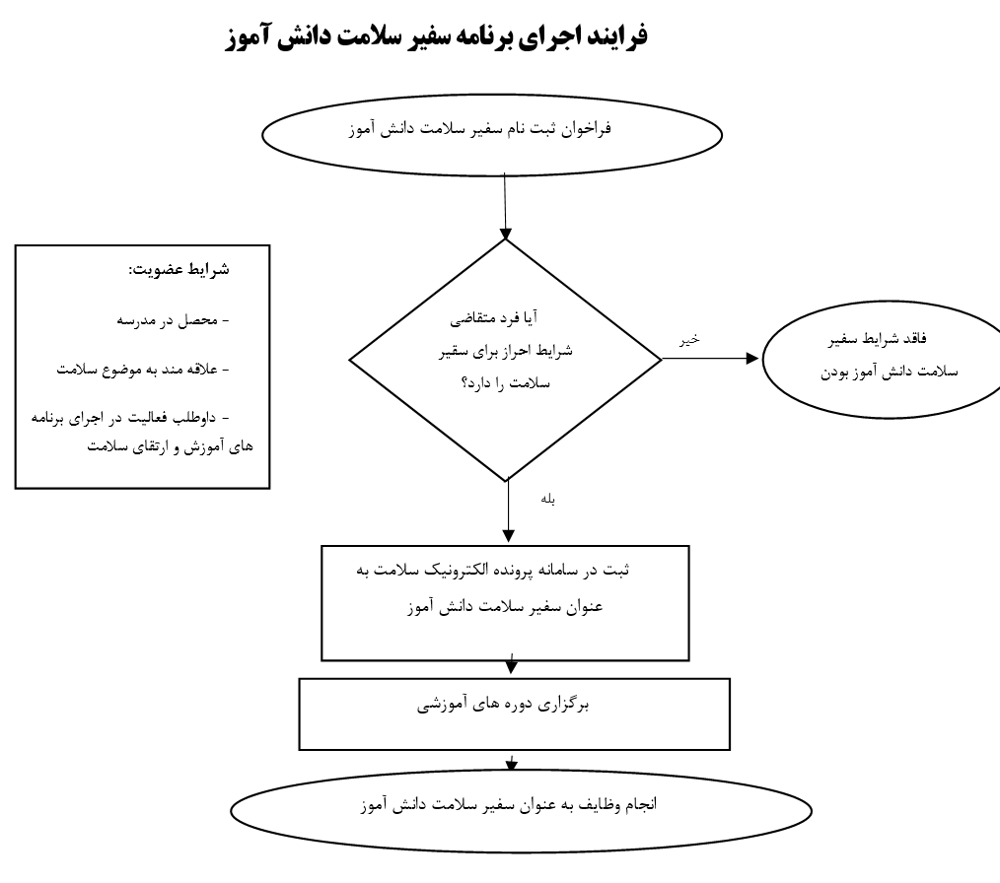 فرایند اجرای برنامه سفیر سلامت دانش آموز
فراخوان ثبت نام سفیر سلامت دانش آموز
شرایط عضویت:
- محصل در مدرسه
- علاقه مند به موضوع سلامت
- داوطلب فعالیت در اجرای برنامه
های آموزش و ارتقای سلامت
آیا فرد متقاضی
شرایط احراز برای سقیر
سلامت را دارد؟
خیر
فاقد شرایط سفیر
سلامت دانش آموز بودن
بله
ثبت در سامانه پرونده الکترونیک سلامت به
عنوان سفیر سلامت دانش آموز
برگزاری دوره های آموزشی
انجام وظایف به عنوان سفیر سلامت دانش آموز